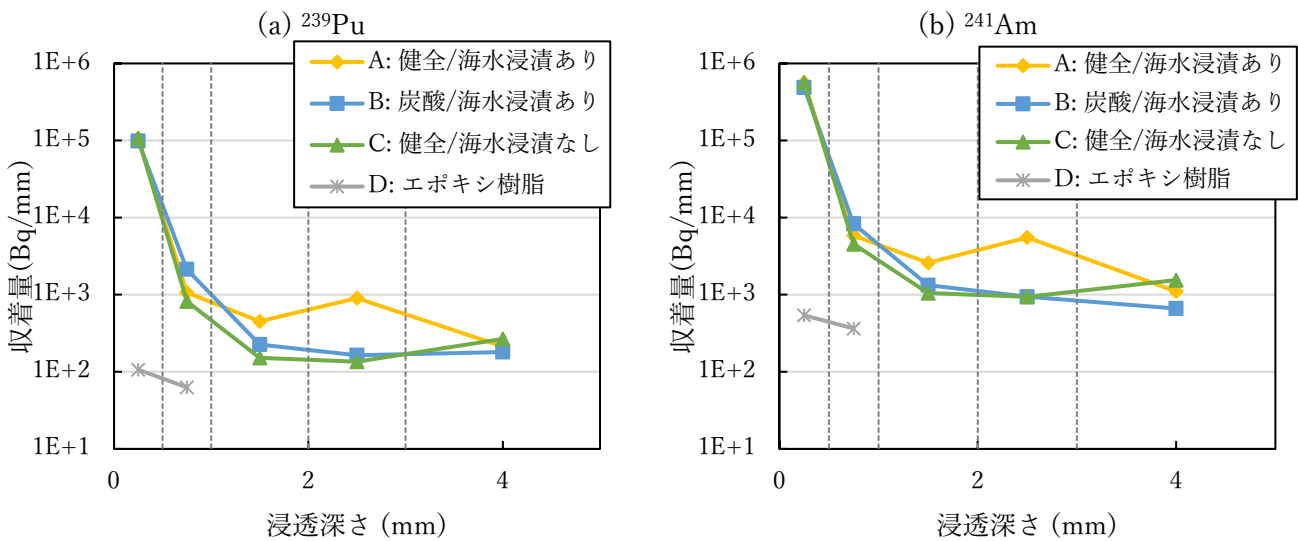 (a) ²³⁹Pu
1E+6
1E+5
1E+4
1E+3
1E+2
1E+1
収着量(Bq/mm)
0
2
4
浸透深さ (mm)
A: 健全/海水浸漬あり
B: 炭酸/海水浸漬あり
C: 健全/海水浸漬なし
D: エポキシ樹脂
(b) ²⁴¹Am
1E+6
1E+5
1E+4
1E+3
1E+2
1E+1
収着量(Bq/mm)
0
2
4
浸透深さ (mm)
A: 健全/海水浸漬あり
B: 炭酸/海水浸漬あり
C: 健全/海水浸漬なし
D: エポキシ樹脂